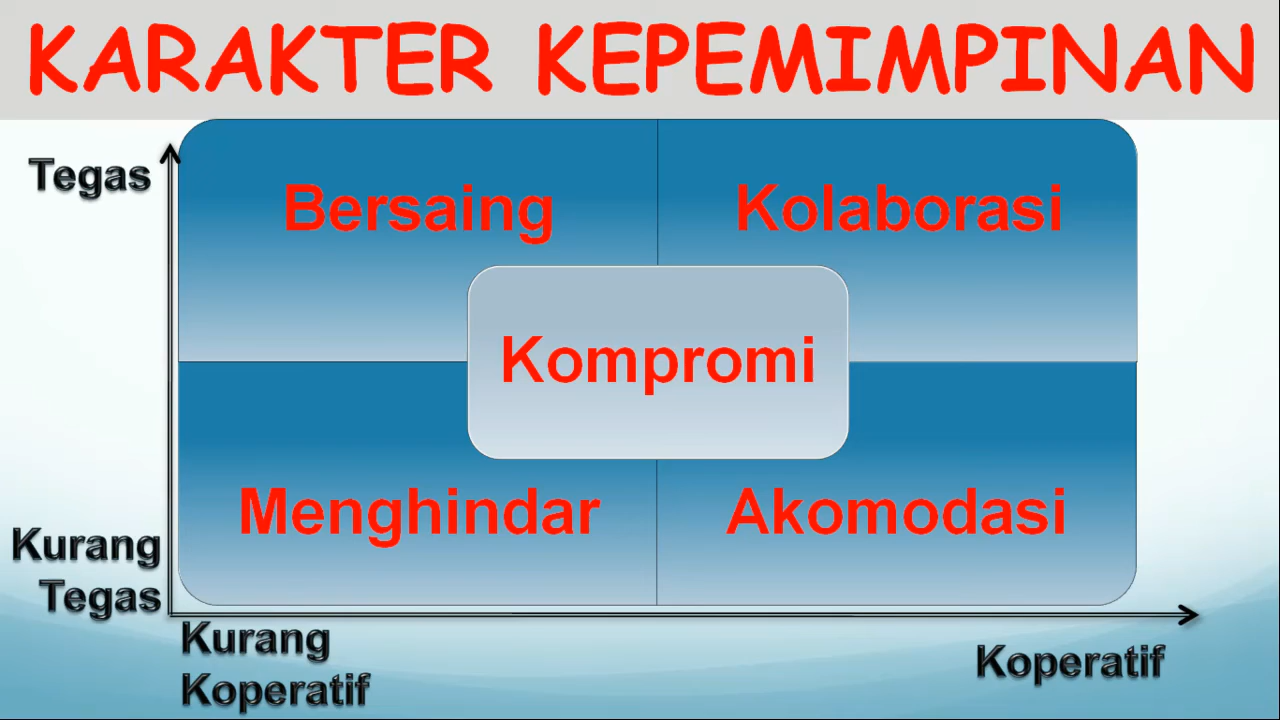 KARAKTER KEPEMIMPINAN
Tegas
Bersaing
Kolaborasi
Kompromi
Menghindar
Akomodasi
Kurang
Tegas
Kurang
Koperatif
Koperatif